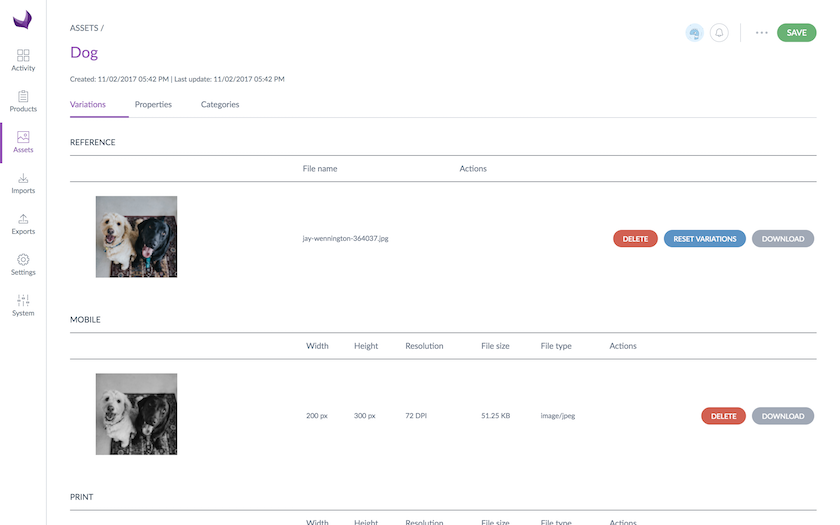 ASSETS /
SAVE
Dog
Activity
Created: 11/02/2017 05:42 PM | Last update: 11/02/2017 05:42 PM
Products
Variations Properties Categories
Assets
REFERENCE
File name Actions
Imports
Exports
jay-wennington-364037.jpg DELETE RESET VARIATIONS DOWNLOAD
Settings
System
MOBILE
Width Height Resolution File size File type Actions
200 px 300 px 72 DPI 51.25 KB image/jpeg DELETE DOWNLOAD
PRINT
Width Height Resolution File size File type Actions